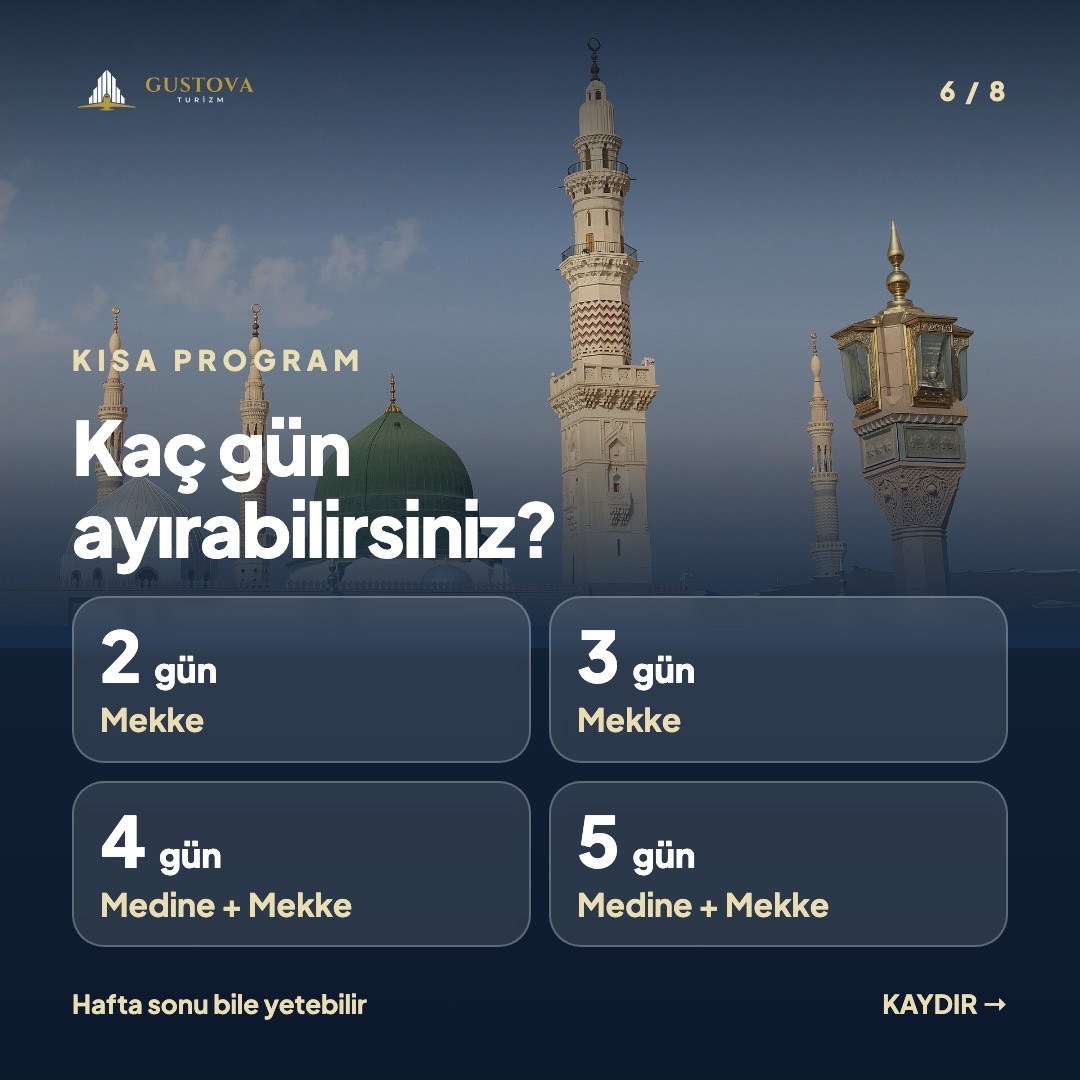 GUSTOVA
TURİZM
6 / 8
KISA PROGRAM
Kaç gün
ayırabilirsiniz?
2 gün
Mekke
3 gün
Mekke
4 gün
Medine + Mekke
5 gün
Medine + Mekke
Hafta sonu bile yetebilir
KAYDIR →